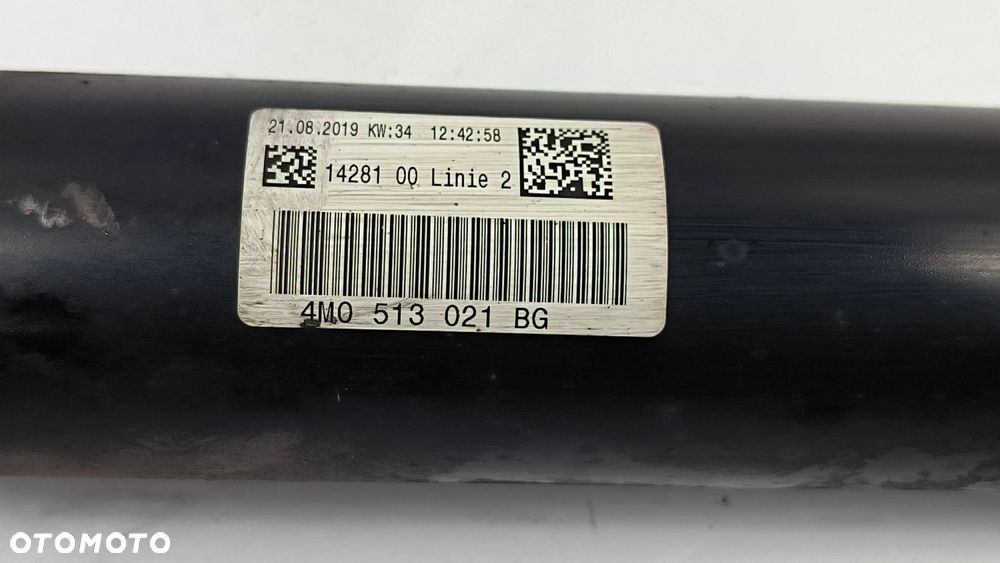 21.08.2019 KW:34 12:42:58
14281 00 Linie 2
4M0 513 021 BG
OTOMOTO